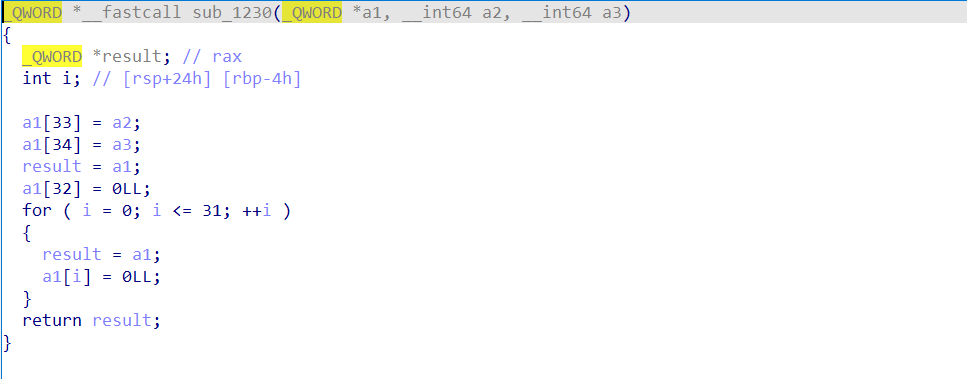 _QWORD *__fastcall sub_1230(_QWORD *a1, __int64 a2, __int64 a3)
{
  _QWORD *result; // rax
  int i; // [rsp+24h] [rbp-4h]

  a1[33] = a2;
  a1[34] = a3;
  result = a1;
  a1[32] = 0LL;
  for ( i = 0; i <= 31; ++i )
  {
    result = a1;
    a1[i] = 0LL;
  }
  return result;
}